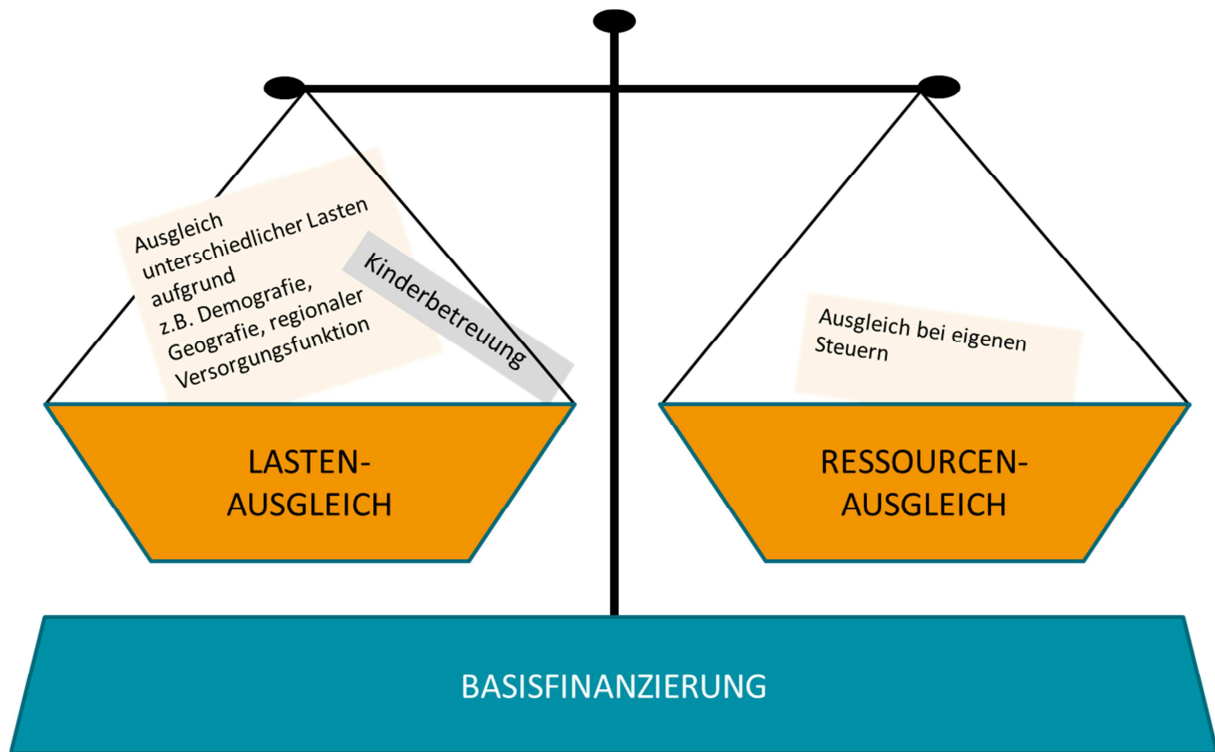 Ausgleich
unterschiedlicher Lasten
aufgrund
z.B. Demografie,
Geografie, regionaler
Versorgungsfunktion
Kinderbetreuung
Ausgleich bei eigenen
Steuern
LASTEN-
AUSGLEICH
RESSOURCEN-
AUSGLEICH
BASISFINANZIERUNG